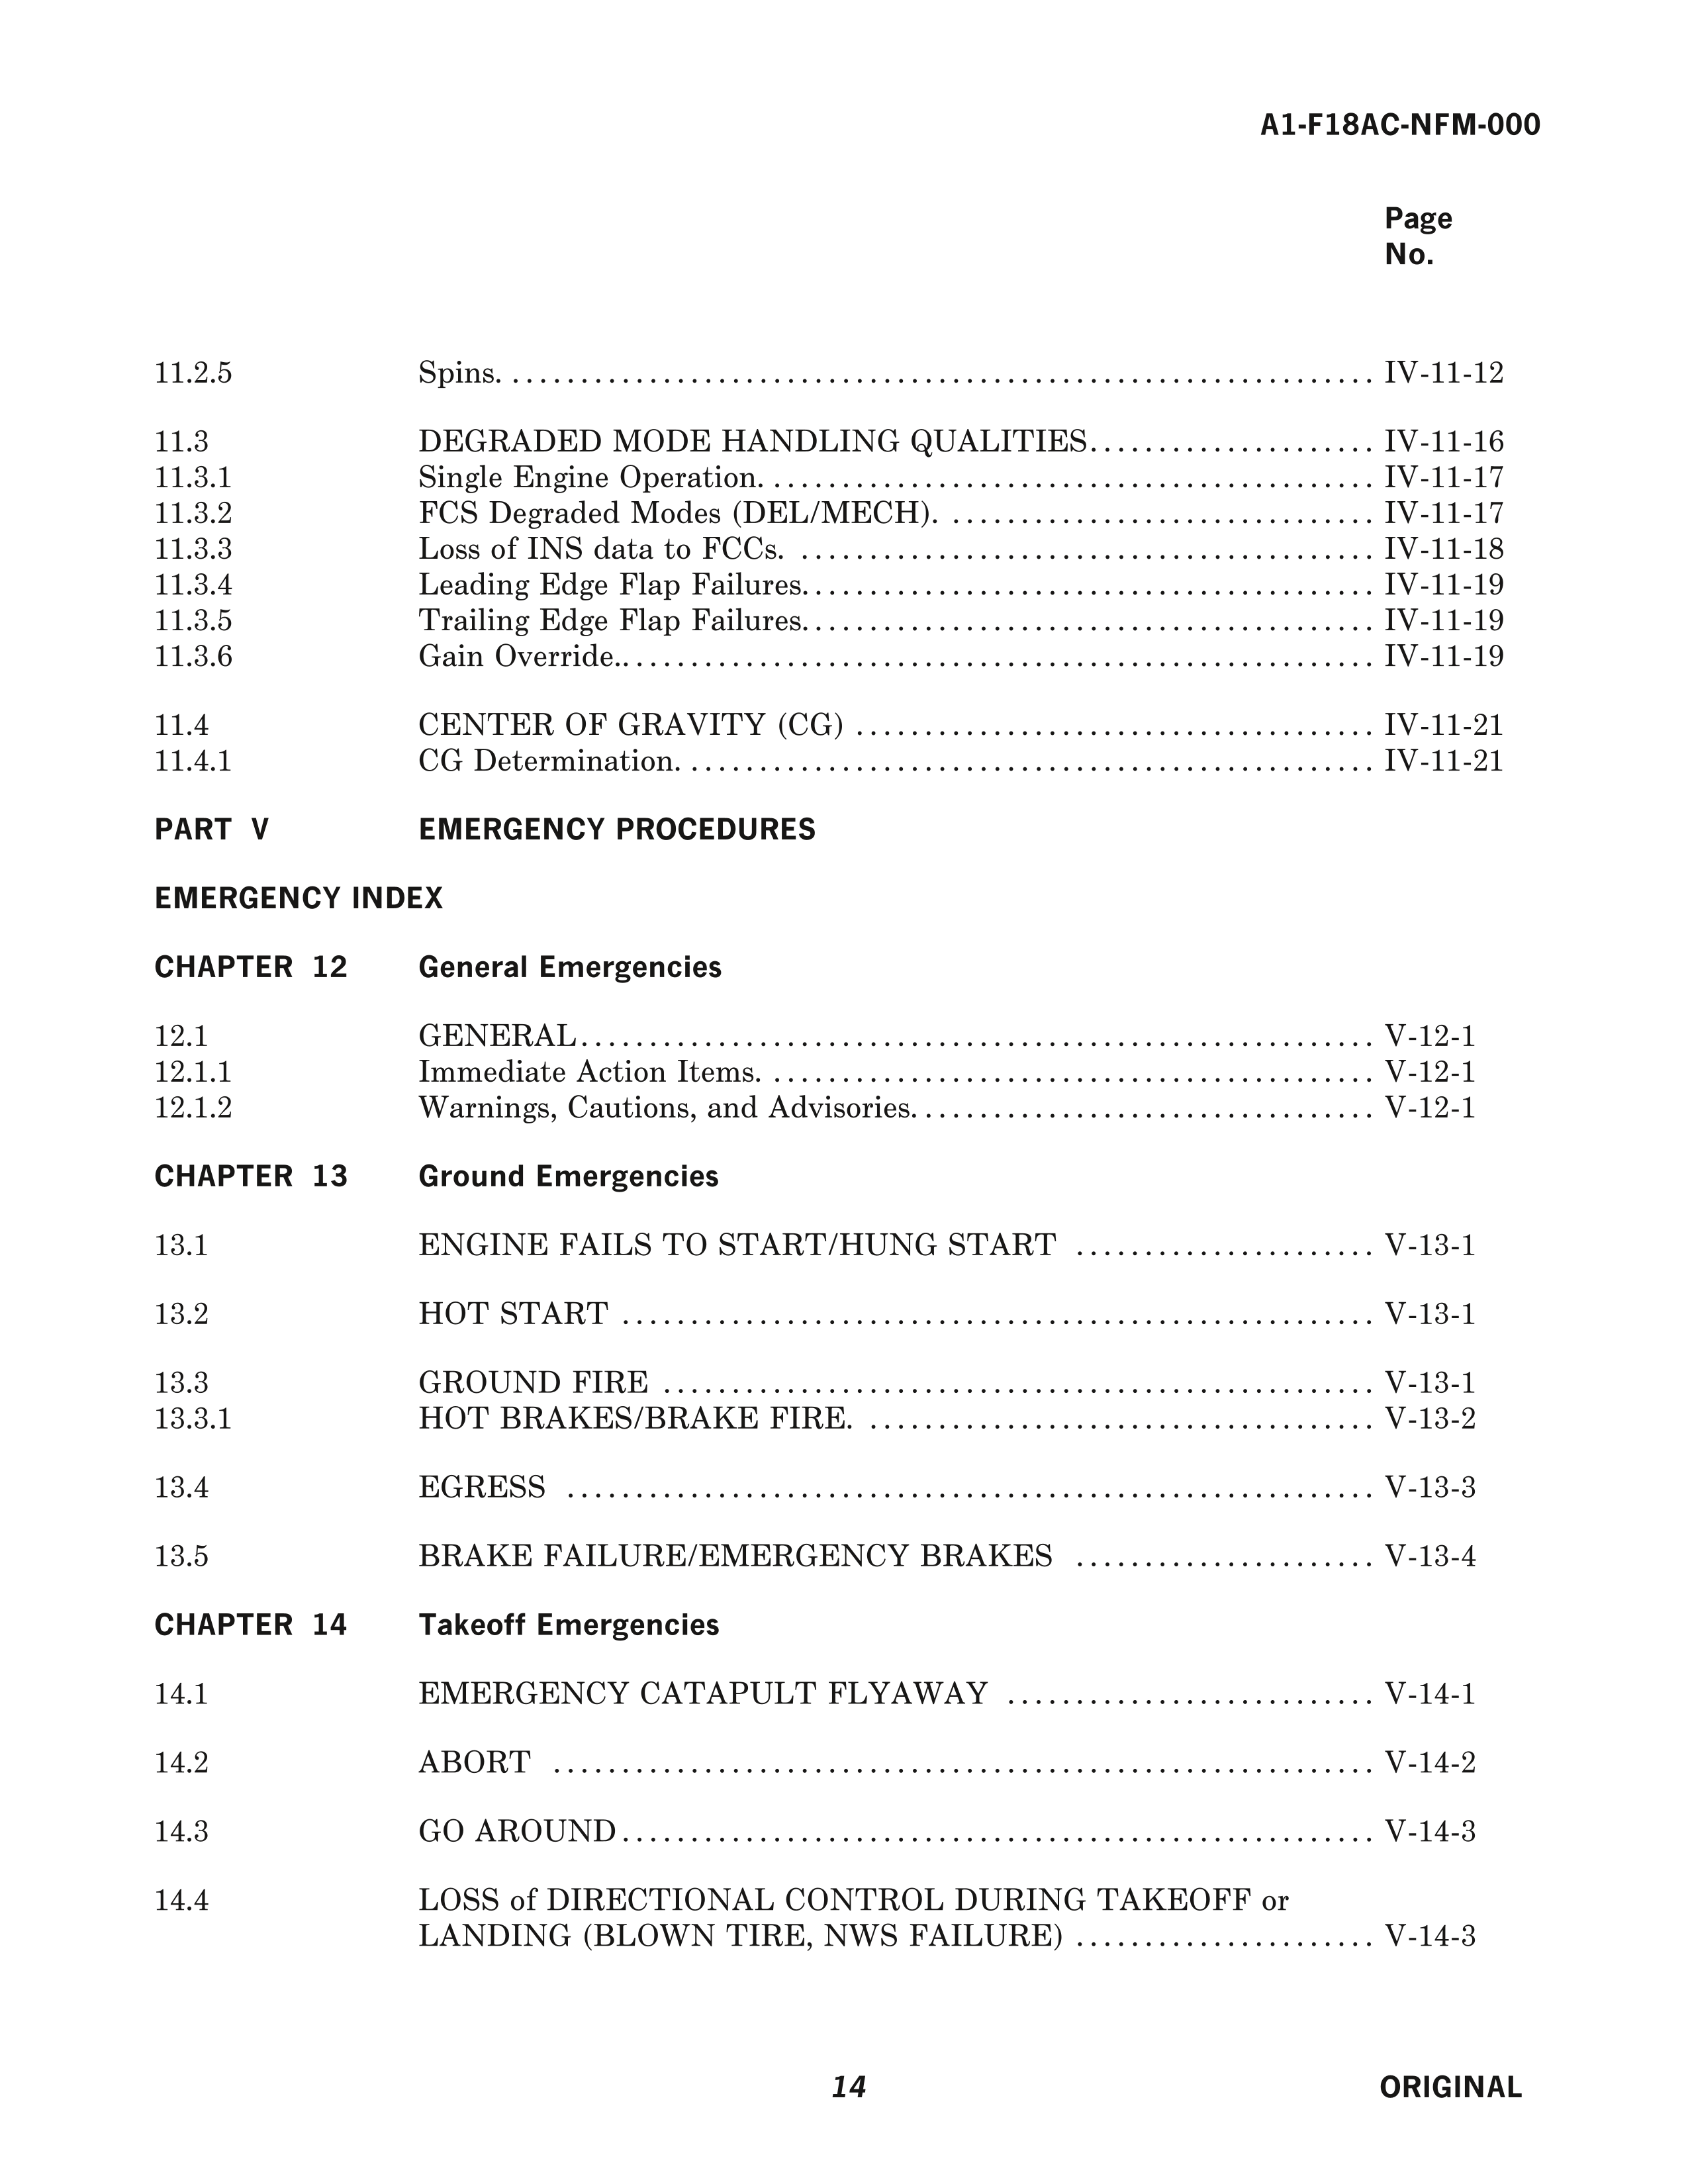 A1-F18AC-NFM-000
Page
No.
11.2.5 Spins. ............................................................... IV-11-12
11.3 DEGRADED MODE HANDLING QUALITIES..................... IV-11-16
11.3.1 Single Engine Operation. ............................................ IV-11-17
11.3.2 FCS Degraded Modes (DEL/MECH). ............................... IV-11-17
11.3.3 Loss of INS data to FCCs. .......................................... IV-11-18
11.3.4 Leading Edge Flap Failures.......................................... IV-11-19
11.3.5 Trailing Edge Flap Failures.......................................... IV-11-19
11.3.6 Gain Override........................................................ IV-11-19
11.4 CENTER OF GRAVITY (CG) ...................................... IV-11-21
11.4.1 CG Determination. .................................................. IV-11-21
PART V EMERGENCY PROCEDURES
EMERGENCY INDEX
CHAPTER 12 General Emergencies
12.1 GENERAL.......................................................... V-12-1
12.1.1 Immediate Action Items. ............................................ V-12-1
12.1.2 Warnings, Cautions, and Advisories.................................. V-12-1
CHAPTER 13 Ground Emergencies
13.1 ENGINE FAILS TO START/HUNG START ...................... V-13-1
13.2 HOT START ....................................................... V-13-1
13.3 GROUND FIRE .................................................... V-13-1
13.3.1 HOT BRAKES/BRAKE FIRE. ..................................... V-13-2
13.4 EGRESS ........................................................... V-13-3
13.5 BRAKE FAILURE/EMERGENCY BRAKES ...................... V-13-4
CHAPTER 14 Takeoff Emergencies
14.1 EMERGENCY CATAPULT FLYAWAY ........................... V-14-1
14.2 ABORT ............................................................ V-14-2
14.3 GO AROUND....................................................... V-14-3
14.4 LOSS of DIRECTIONAL CONTROL DURING TAKEOFF or
LANDING (BLOWN TIRE, NWS FAILURE) ...................... V-14-3
14 ORIGINAL